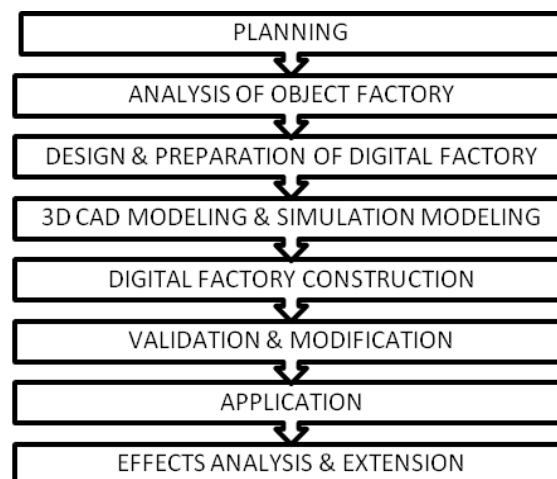 PLANNING
ANALYSIS OF OBJECT FACTORY
DESIGN & PREPARATION OF DIGITAL FACTORY
3D CAD MODELING & SIMULATION MODELING
DIGITAL FACTORY CONSTRUCTION
VALIDATION & MODIFICATION
APPLICATION
EFFECTS ANALYSIS & EXTENSION